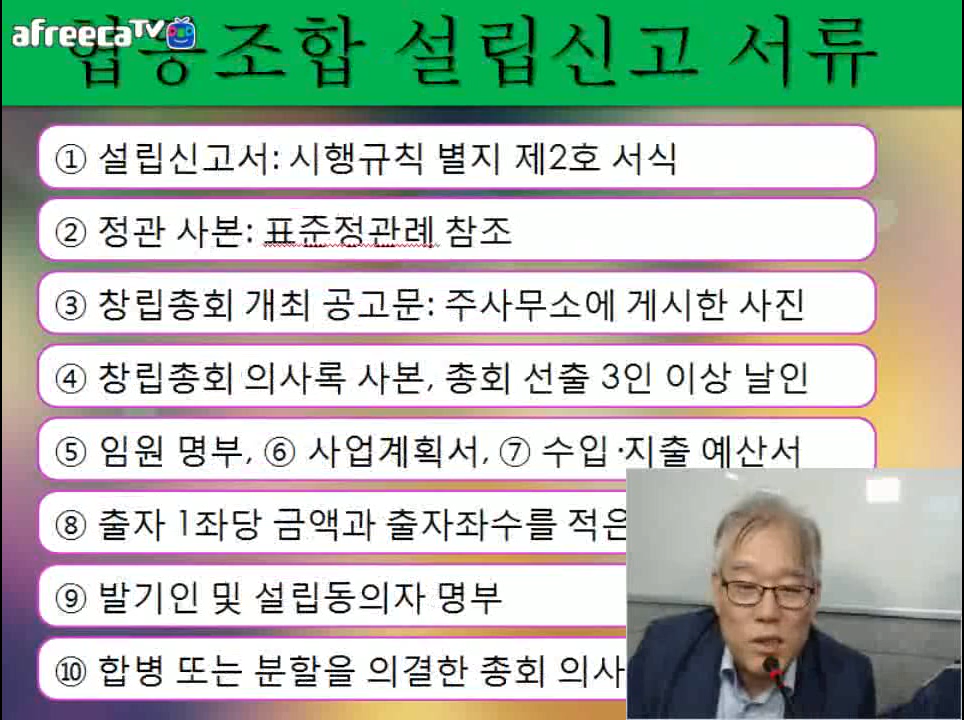 afreecaTV
협동조합 설립신고 서류
① 설립신고서: 시행규칙 별지 제2호 서식
② 정관 사본: 표준정관례 참조
③ 창립총회 개최 공고문: 주사무소에 게시한 사진
④ 창립총회 의사록 사본, 총회 선출 3인 이상 날인
⑤ 임원 명부, ⑥ 사업계획서, ⑦ 수입·지출 예산서
⑧ 출자 1좌당 금액과 출자좌수를 적은
⑨ 발기인 및 설립동의자 명부
⑩ 합병 또는 분할을 의결한 총회 의사